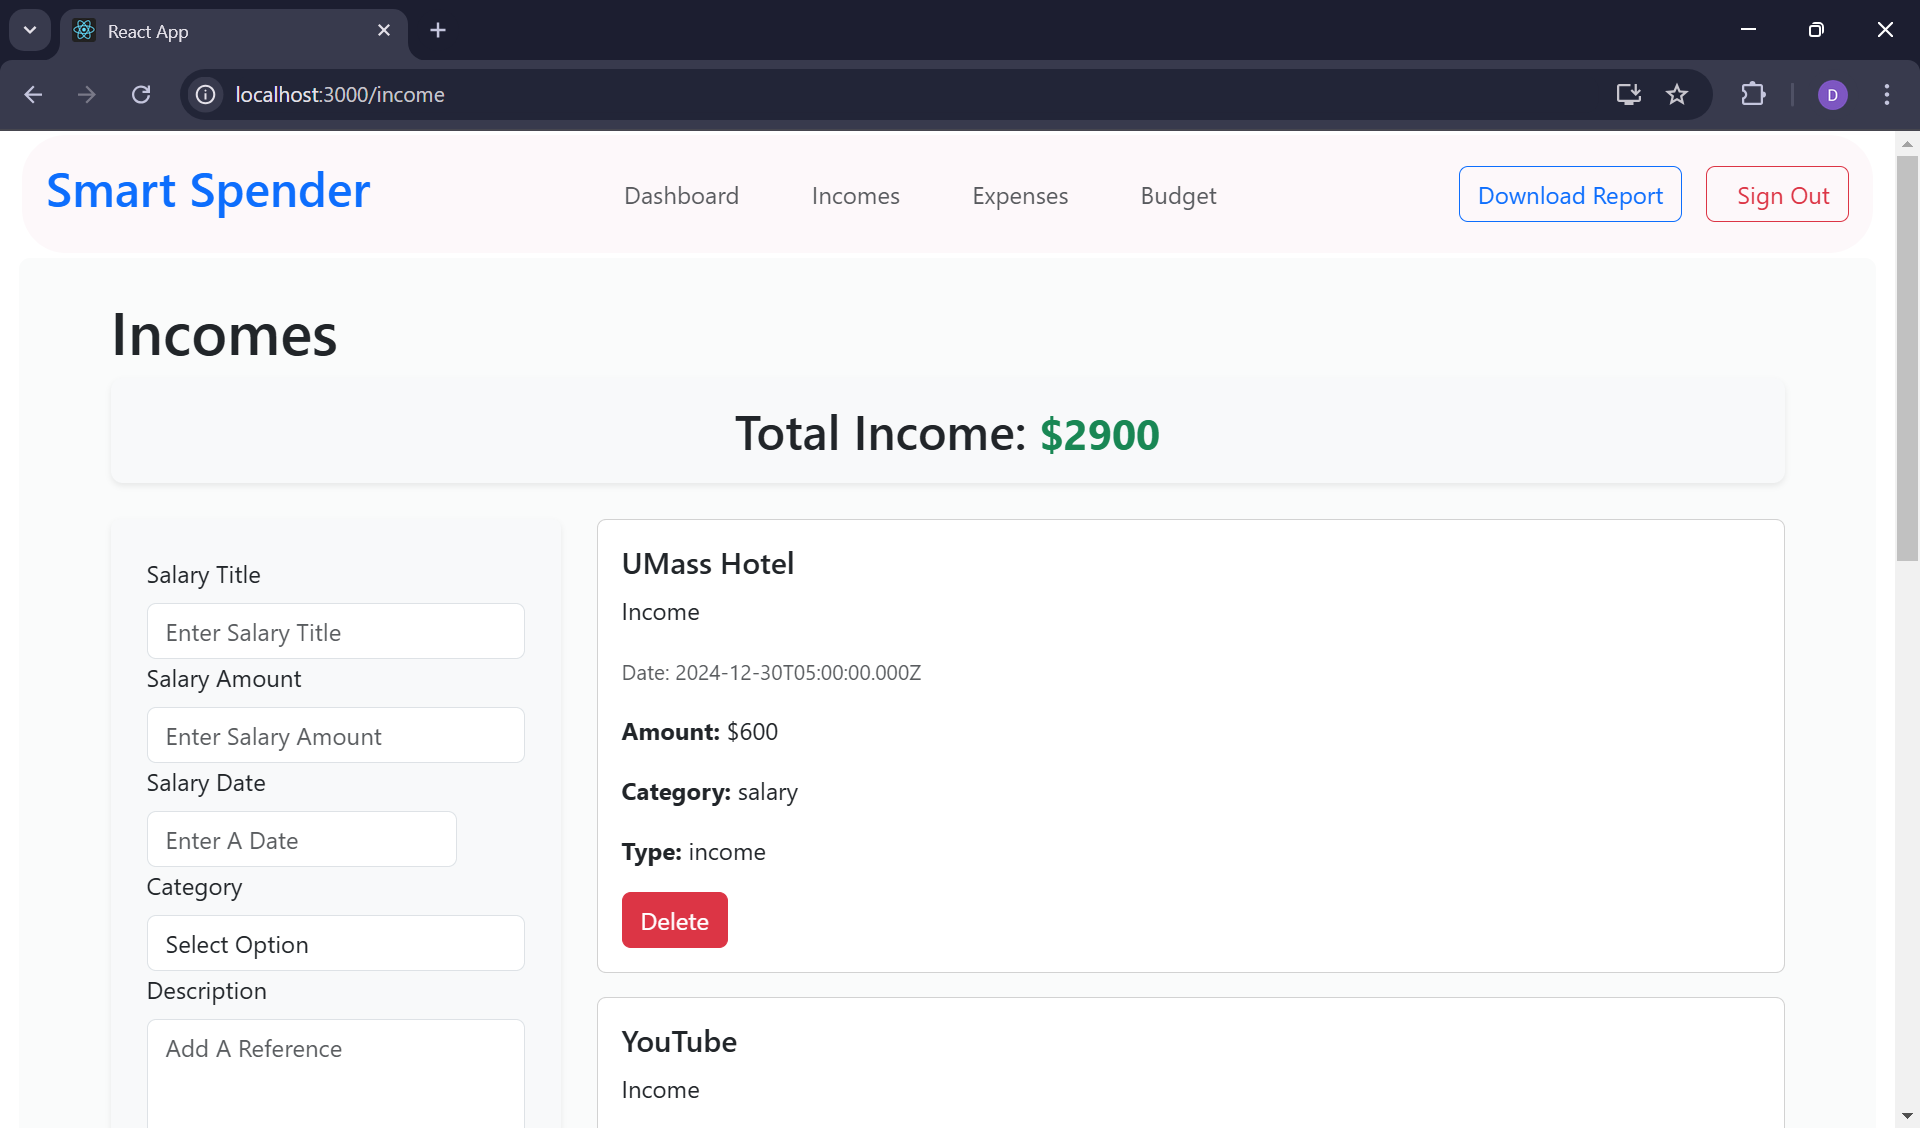 React App
localhost:3000/income
D
Smart Spender
Dashboard
Incomes
Expenses
Budget
Download Report
Sign Out
Incomes
Total Income: $2900
Salary Title
Enter Salary Title
Salary Amount
Enter Salary Amount
Salary Date
Enter A Date
Category
Select Option
Description
Add A Reference
UMass Hotel
Income
Date: 2024-12-30T05:00:00.000Z
Amount: $600
Category: salary
Type: income
Delete
YouTube
Income